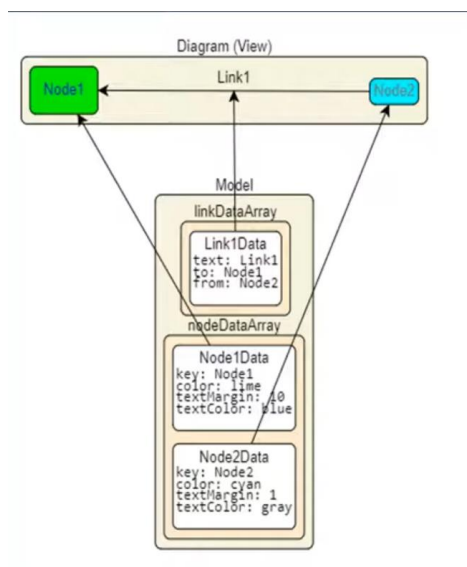 Diagram (View)
Link1
Node1
Node2
Model
linkDataArray
Link1Data
text: Link1
to: Node1
from: Node2
nodeDataArray
Node1Data
key: Node1
color: lime
textMargin: 10
textColor: blue
Node2Data
key: Node2
color: cyan
textMargin: 1
textColor: gray